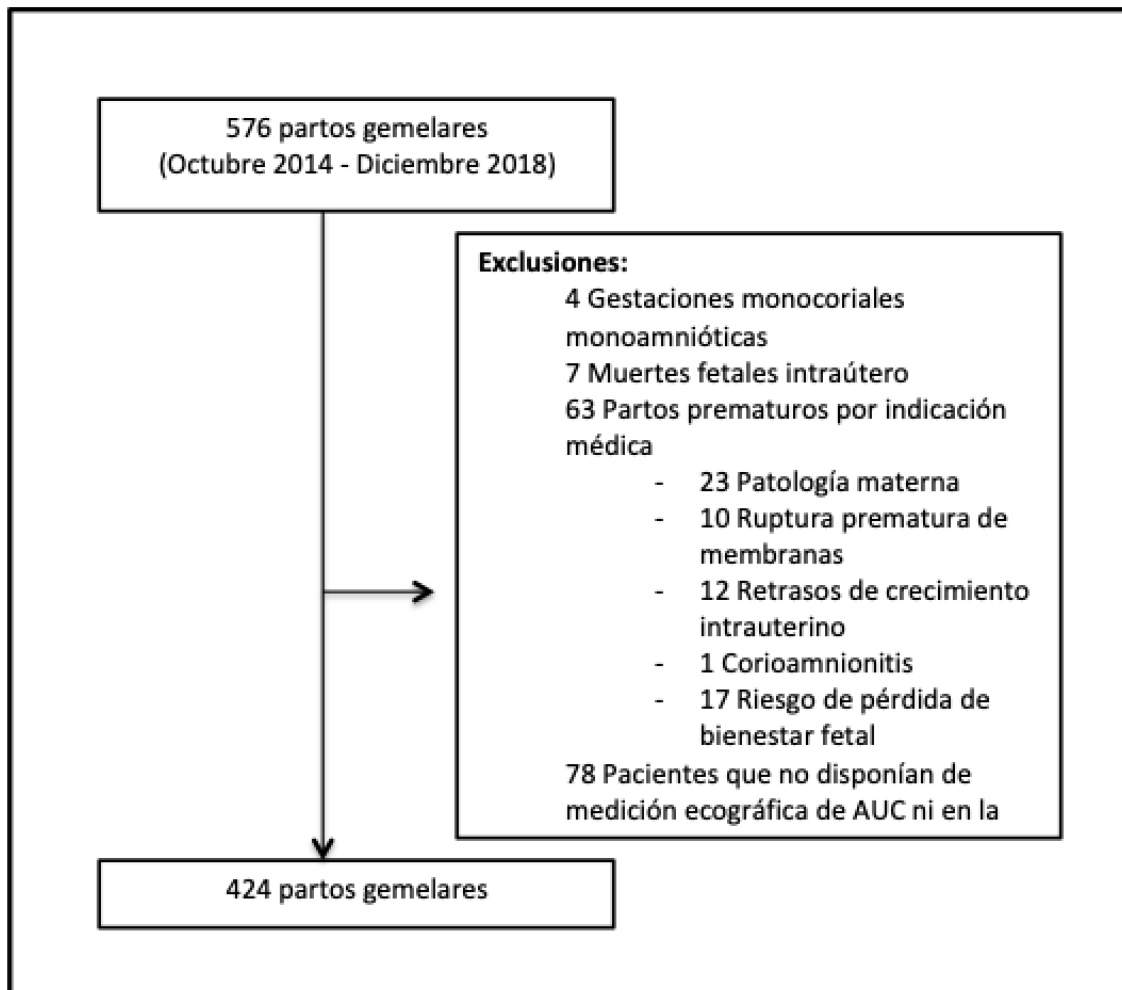 576 partos gemelares
(Octubre 2014 - Diciembre 2018)
Exclusiones:
4 Gestaciones monocoriales
monoamnióticas
7 Muertes fetales intraútero
63 Partos prematuros por indicación
médica
- 23 Patología materna
- 10 Ruptura prematura de
membranas
- 12 Retrasos de crecimiento
intrauterino
- 1 Corioamnionitis
- 17 Riesgo de pérdida de
bienestar fetal
78 Pacientes que no disponían de
medición ecográfica de AUC ni en la
424 partos gemelares